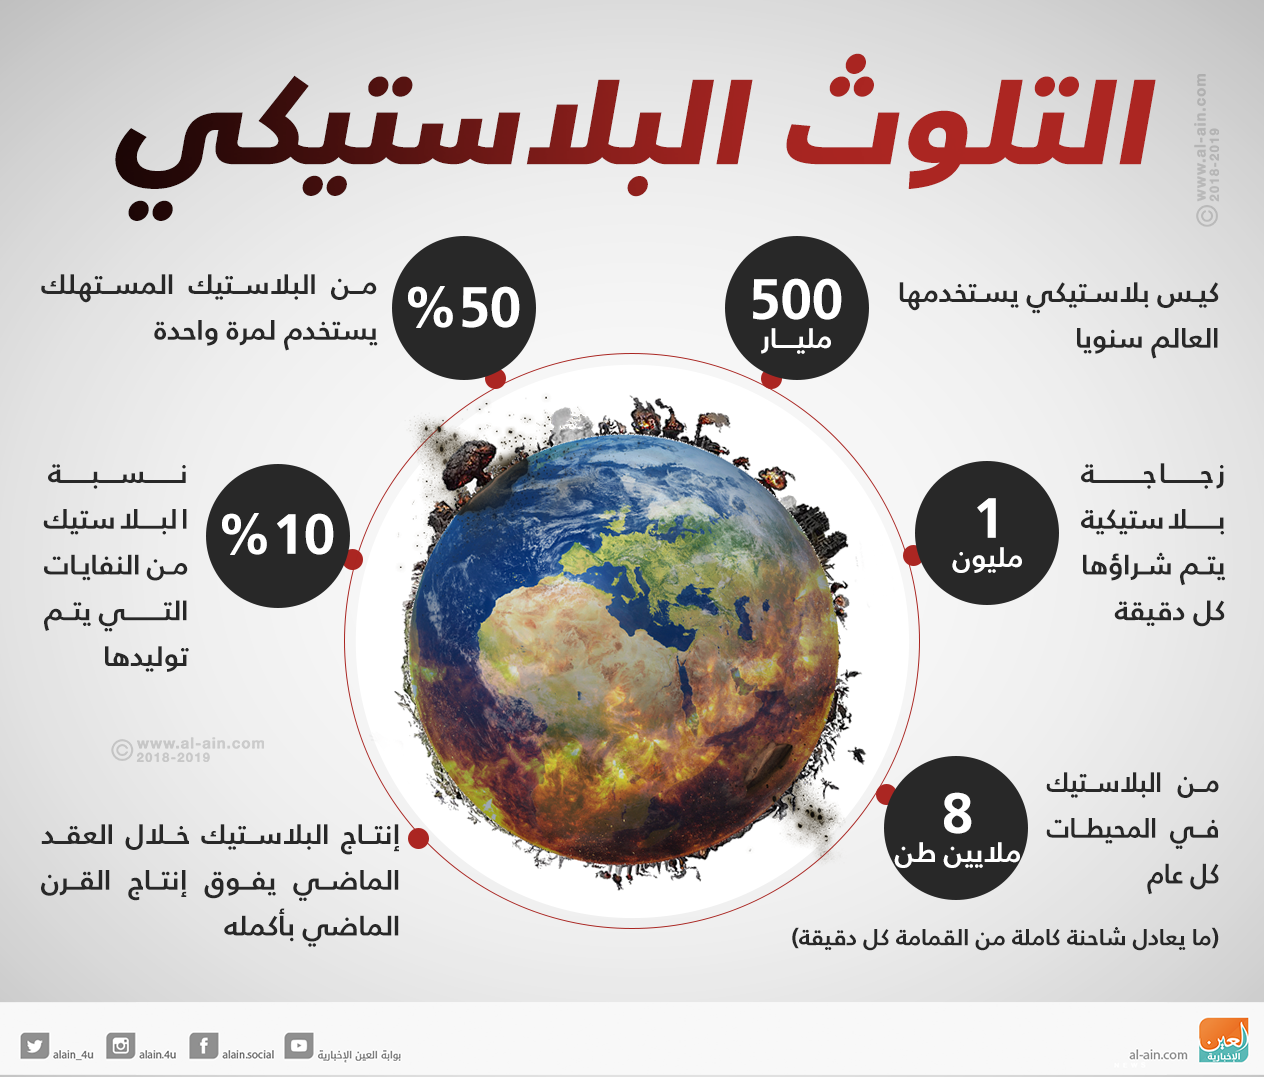 التلوث البلاستيكي
© www.al-ain.com
2018-2019
500
مليار
كيس بلاستيكي يستخدمها
العالم سنويا
50%
من البلاستيك المستهلك
يستخدم لمرة واحدة
1
مليون
زجاجة
بلاستيكية
يتم شراؤها
كل دقيقة
10%
نسبة
البلاستيك
من النفايات
التي يتم
توليدها
© www.al-ain.com
2018-2019
8
ملايين طن
من البلاستيك
في المحيطات
كل عام
(ما يعادل شاحنة كاملة من القمامة كل دقيقة)
إنتاج البلاستيك خلال العقد
الماضي يفوق إنتاج القرن
الماضي بأكمله
العين
الإخبارية
al-ain.com
بوابة العين الإخبارية
alain.social
alain.4u
alain_4u